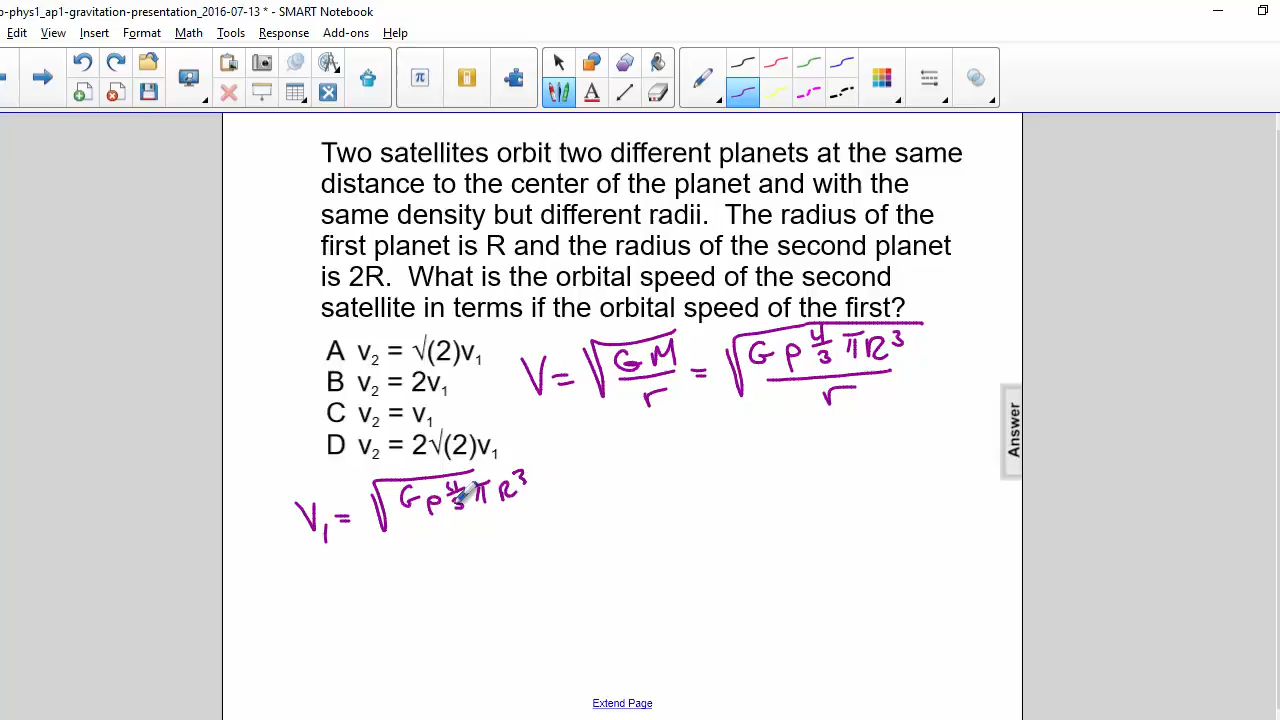 o-phys1_ap1-gravitation-presentation_2016-07-13 * - SMART Notebook
Edit View Insert Format Math Tools Response Add-ons Help
Two satellites orbit two different planets at the same
distance to the center of the planet and with the
same density but different radii. The radius of the
first planet is R and the radius of the second planet
is 2R. What is the orbital speed of the second
satellite in terms if the orbital speed of the first?
A v₂ = √(2)v₁
B v₂ = 2v₁
C v₂ = v₁
D v₂ = 2√(2)v₁
V = √(GM/r) = √(Gρ 4/3 πR³/r)
V₁ = √Gρ 4/3 πR³
Answer
Extend Page